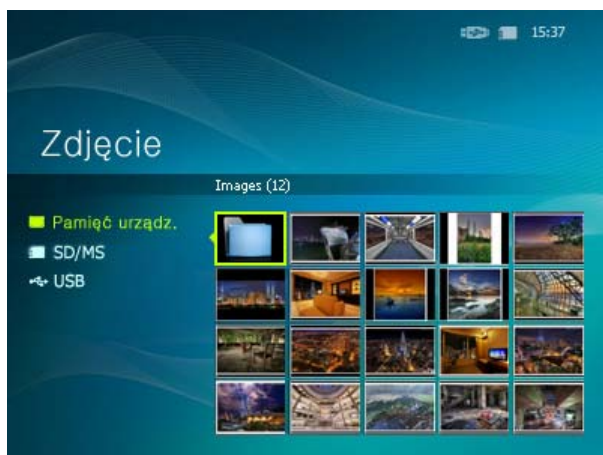 15:37
Zdjęcie
Images (12)
Pamięć urządz.
SD/MS
USB